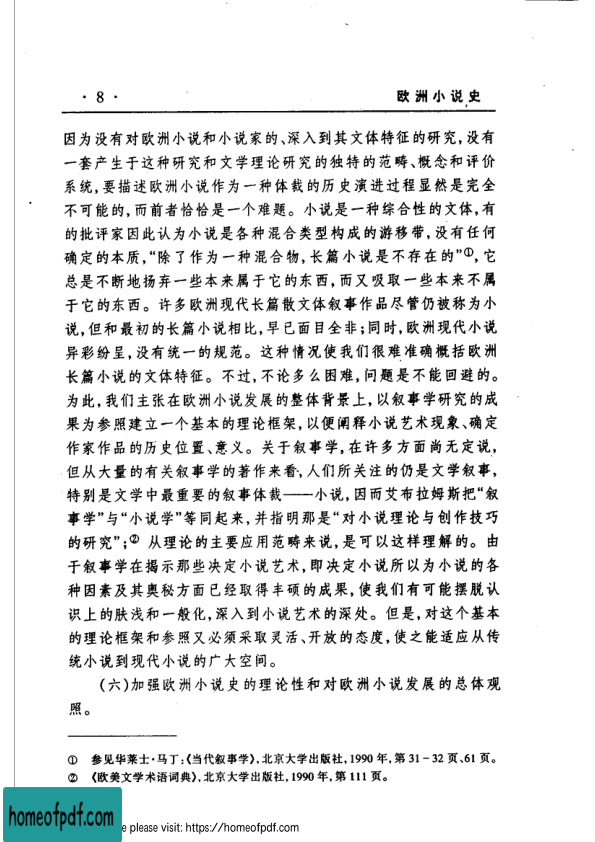 ·8·
欧洲小说史
因为没有对欧洲小说和小说家的、深入到其文体特征的研究,没有
一套产生于这种研究和文学理论研究的独特的范畴、概念和评价
系统,要描述欧洲小说作为一种体裁的历史演进过程显然是完全
不可能的,而前者恰恰是一个难题。小说是一种综合性的文体,有
的批评家因此认为小说是各种混合类型构成的游移带,没有任何
确定的本质,“除了作为一种混合物,长篇小说是不存在的”①,它
总是不断地扬弃一些本来属于它的东西,而又吸取一些本来不属
于它的东西。许多欧洲现代长篇散文体叙事作品尽管仍被称为小
说,但和最初的长篇小说相比,早已面目全非;同时,欧洲现代小说
异彩纷呈,没有统一的规范。这种情况使我们很难准确概括欧洲
长篇小说的文体特征。不过,不论多么困难,问题是不能回避的。
为此,我们主张在欧洲小说发展的整体背景上,以叙事学研究的成
果为参照建立一个基本的理论框架,以便阐释小说艺术现象、确定
作家作品的历史位置、意义。关于叙事学,在许多方面尚无定说,
但从大量的有关叙事学的著作来看,人们所关注的仍是文学叙事,
特别是文学中最重要的叙事体裁——小说,因而艾布拉姆斯把“叙
事学”与“小说学”等同起来,并指明那是“对小说理论与创作技巧
的研究”;② 从理论的主要应用范畴来说,是可以这样理解的。由
于叙事学在揭示那些决定小说艺术,即决定小说所以为小说的各
种因素及其奥秘方面已经取得丰硕的成果,使我们有可能摆脱认
识上的肤浅和一般化,深入到小说艺术的深处。但是,对这个基本
的理论框架和参照又必须采取灵活、开放的态度,使之能适应从传
统小说到现代小说的广大空间。
(六)加强欧洲小说史的理论性和对欧洲小说发展的总体观
照。
① 参见华莱士·马丁:《当代叙事学》,北京大学出版社,1990年,第31-32页、61页。
② 《欧美文学术语词典》,北京大学出版社,1990年,第111页。
homeofpdf.com
e please visit: https://homeofpdf.com